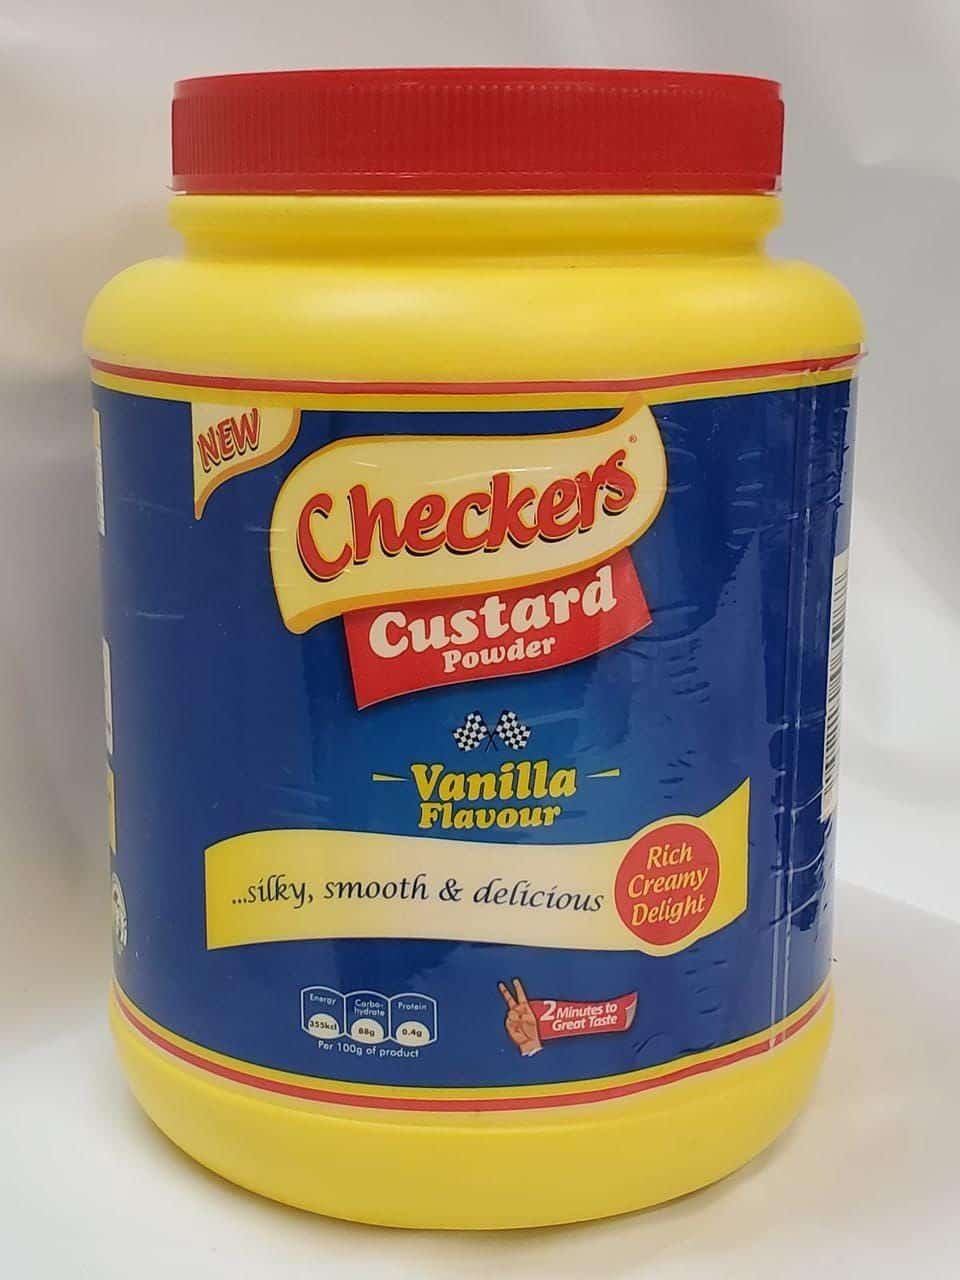 NEW
Checkers®
Custard
Powder
Vanilla
Flavour
...silky, smooth & delicious
Rich
Creamy
Delight
Energy
355kcl
Carbo-
hydrate
88g
Protein
0.4g
Per 100g of product
2 Minutes to
Great Taste